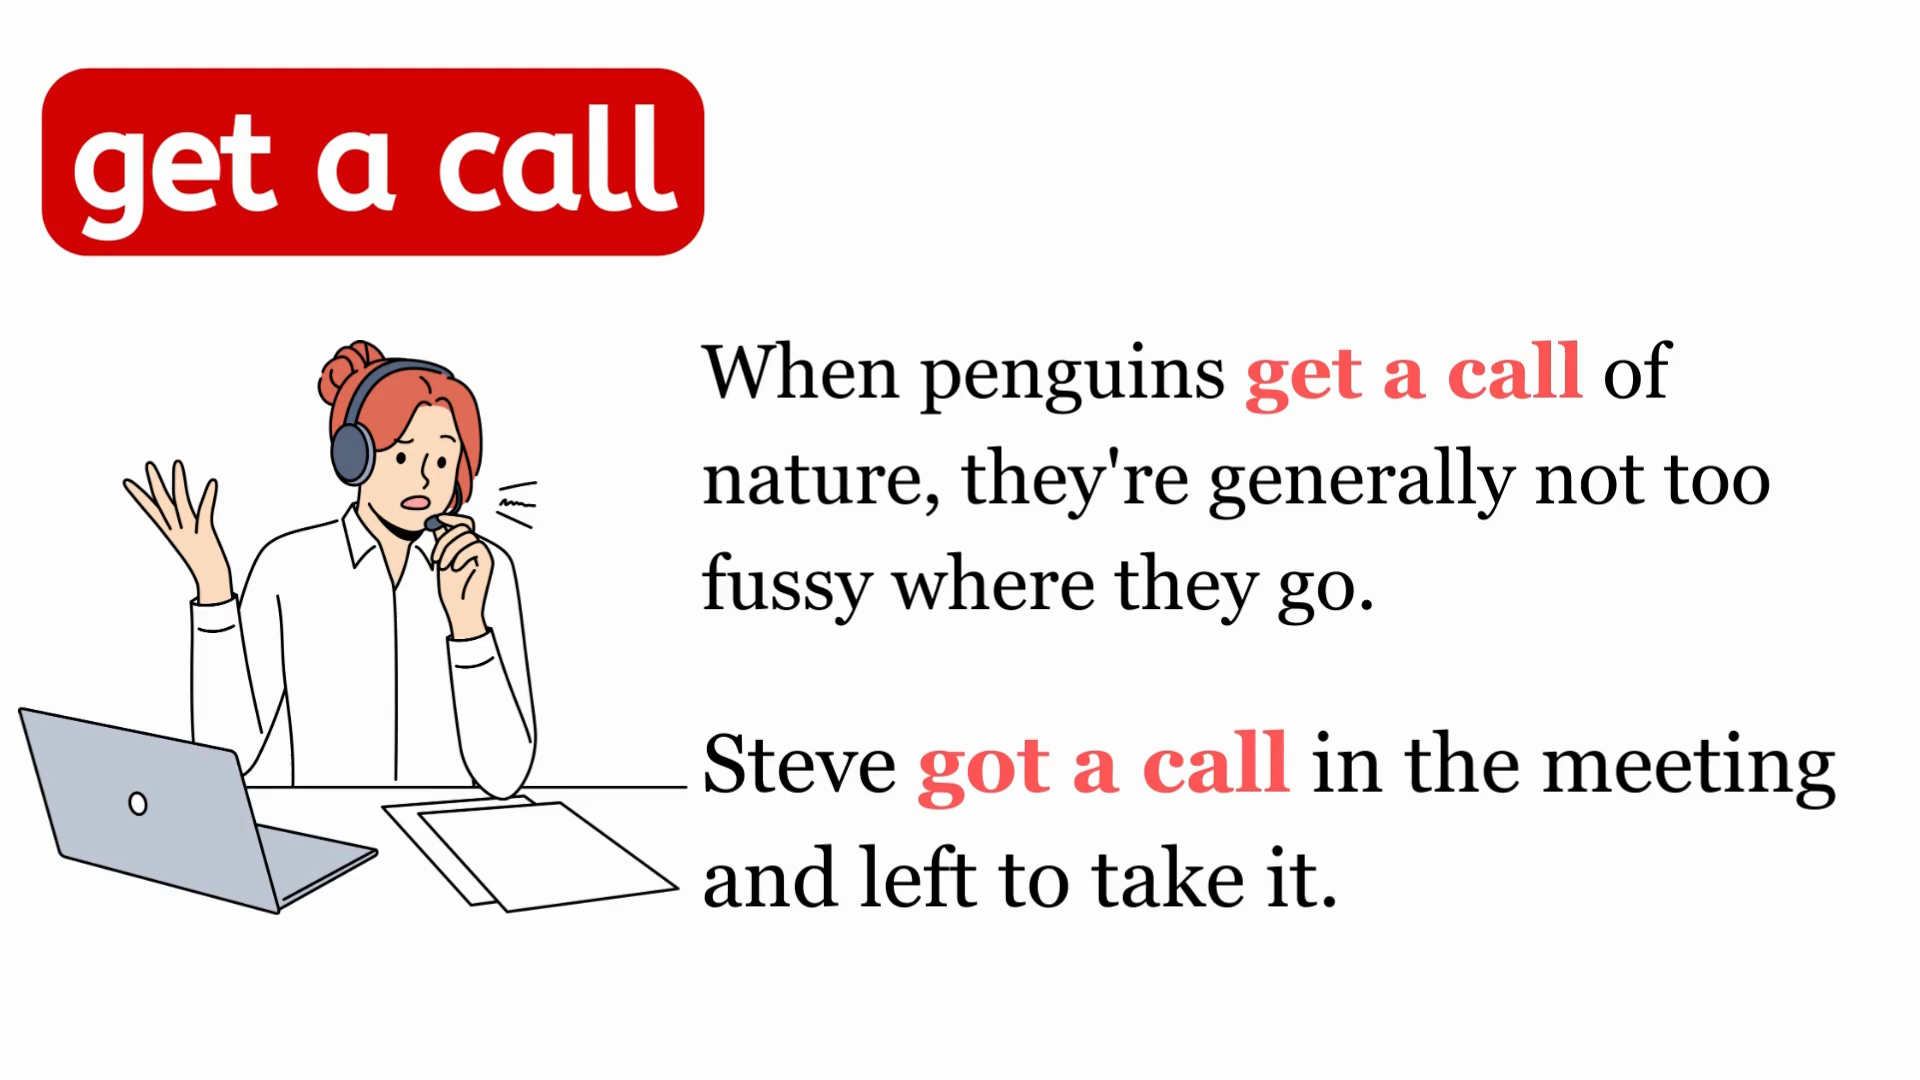 get a call
When penguins get a call of
nature, they're generally not too
fussy where they go.
Steve got a call in the meeting
and left to take it.